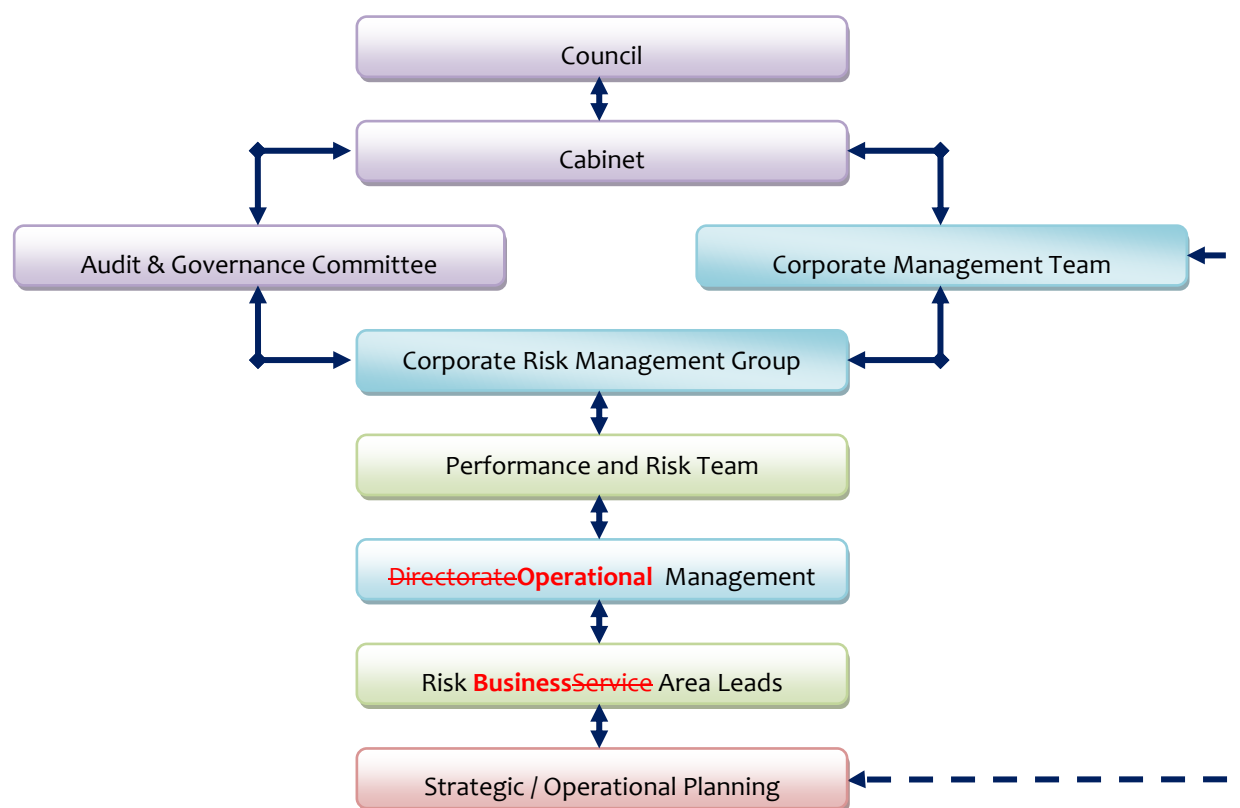 Council
Cabinet
Audit & Governance Committee
Corporate Management Team
Corporate Risk Management Group
Performance and Risk Team
DirectorateOperational Management
Risk BusinessService Area Leads
Strategic / Operational Planning